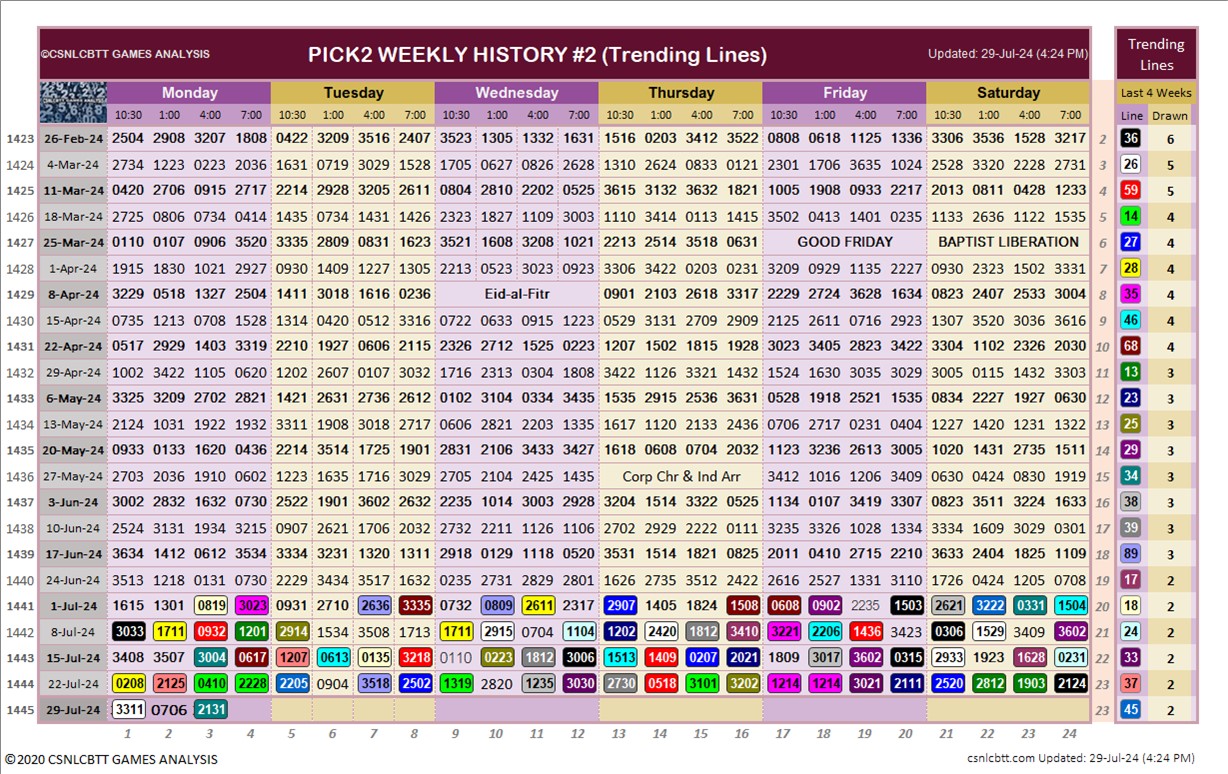 ©CSNLCBTT GAMES ANALYSIS PICK2 WEEKLY HISTORY #2 (Trending Lines) Updated: 29-Jul-24 (4:24 PM) Trending Lines
Monday Tuesday Wednesday Thursday Friday Saturday Last 4 Weeks
10:30 1:00 4:00 7:00 10:30 1:00 4:00 7:00 10:30 1:00 4:00 7:00 10:30 1:00 4:00 7:00 10:30 1:00 4:00 7:00 10:30 1:00 4:00 7:00 Line Drawn
1423 26-Feb-24 2504 2908 3207 1808 0422 3209 3516 2407 3523 1305 1332 1631 1516 0203 3412 3522 0808 0618 1125 1336 3306 3536 1528 3217 2 36 6
1424 4-Mar-24 2734 1223 0223 2036 1631 0719 3029 1523 1705 0627 0826 2628 1310 2624 0833 0121 2301 1706 3635 1024 2528 3320 2228 2731 3 26 5
1425 11-Mar-24 0420 2706 0915 2717 2214 2928 3205 2611 0804 2810 2202 0525 3615 3132 3632 1821 1005 1908 0933 2217 2013 0811 0428 1233 4 59 5
1426 18-Mar-24 2725 0806 0734 0414 1435 0734 1431 1426 2323 1827 1109 3003 1110 3414 0113 1415 3502 0413 1401 0235 1133 2636 1122 1535 5 14 4
1427 25-Mar-24 0110 0107 0906 3520 3335 2809 0831 1623 3521 1608 3208 1021 2213 2514 3518 0631 GOOD FRIDAY BAPTIST LIBERATION 6 27 4
1428 1-Apr-24 1915 1830 1021 2927 0930 1409 1227 1305 2213 0523 3023 0923 3306 3422 0203 0231 3209 0929 1135 2227 0930 2323 1502 3331 7 28 4
1429 8-Apr-24 3229 0518 1327 2504 1411 3018 1616 0235 Eid-al-Fitr 0901 2103 2618 3317 2229 2724 3628 1634 0823 2407 2533 3004 8 35 4
1430 15-Apr-24 0735 1213 0708 1528 1314 0420 0512 3316 0722 0633 0915 1223 0529 3131 2709 2909 2125 2611 0716 2923 1307 3520 3036 3616 9 46 4
1431 22-Apr-24 0517 2929 1403 3319 2210 1927 0606 2115 2326 2712 1525 0223 1207 1502 1815 1928 3023 3405 2823 3422 3304 1102 2326 2030 10 68 4
1432 29-Apr-24 1002 3422 1105 0620 1202 2607 0107 3032 1716 2313 0304 1808 3422 1126 3321 1432 1524 1630 3035 3029 3005 0115 1432 3303 11 13 3
1433 6-May-24 3325 3209 2702 2821 1421 2631 2736 2612 0102 3104 0334 3435 1535 2915 2536 3631 0528 1918 2521 1535 0834 2227 1927 0630 12 23 3
1434 13-May-24 2124 1031 1922 1932 3311 1908 3018 2717 0606 2821 2203 1335 1617 1120 2133 2436 0706 2717 0231 0404 1227 1420 1231 1322 13 25 3
1435 20-May-24 0933 0133 1620 0436 2214 3514 1725 1901 2831 2106 3433 3427 1618 0608 0704 2032 1123 3236 2613 3005 1020 1431 2735 1511 14 29 3
1436 27-May-24 2703 2036 1910 0602 1223 1635 1716 3023 2705 2104 2425 1435 Corp Chr & Ind Arr 3412 1016 1206 3409 0630 0424 0830 1919 15 34 3
1437 3-Jun-24 3002 2832 1632 0730 2522 1901 3602 2632 2235 1014 3003 2928 3204 1514 3322 0525 1134 0107 3419 3307 0823 3511 3224 1633 16 38 3
1438 10-Jun-24 2524 3131 1934 3215 0907 2621 1706 2032 2732 2211 1126 1106 2702 2929 2222 0111 3235 3326 1028 1334 3334 1609 3029 0301 17 39 3
1439 17-Jun-24 3634 1412 0612 3534 3334 3231 1320 1311 2918 0129 1118 0520 3531 1514 1821 0825 2011 0410 2715 2210 3633 2404 1825 1109 18 89 3
1440 24-Jun-24 3513 1218 0131 0730 2229 3434 3517 1632 0235 2731 2829 2801 1626 2735 3512 2422 2616 2527 1331 3110 1726 0424 1205 0708 19 17 2
1441 1-Jul-24 1615 1301 0819 3023 0931 2710 2636 3335 0732 0809 2611 2317 2907 1405 1824 1508 0608 0902 2235 1503 2621 3222 0331 1504 20 18 2
1442 8-Jul-24 3033 1711 0932 1201 2914 1534 3508 1713 1711 2915 0704 1104 1202 2420 1812 3410 3221 2206 1436 3423 0306 1529 3409 3602 21 24 2
1443 15-Jul-24 3408 3507 3004 0617 1207 0613 0135 3218 0110 0223 1812 3006 1513 1409 0207 2021 1809 3017 3602 0315 2933 1923 1628 0231 22 33 2
1444 22-Jul-24 0208 2125 0410 2228 2205 0904 3518 2502 1319 2820 1235 3030 2730 0518 3101 3202 1214 1214 3021 2111 2520 2812 1903 2124 23 37 2
1445 29-Jul-24 3311 0706 2131 23 45 2
1 2 3 4 5 6 7 8 9 10 11 12 13 14 15 16 17 18 19 20 21 22 23 24
©2020 CSNLCBTT GAMES ANALYSIS csnlcbtt.com Updated: 29-Jul-24 (4:24 PM)